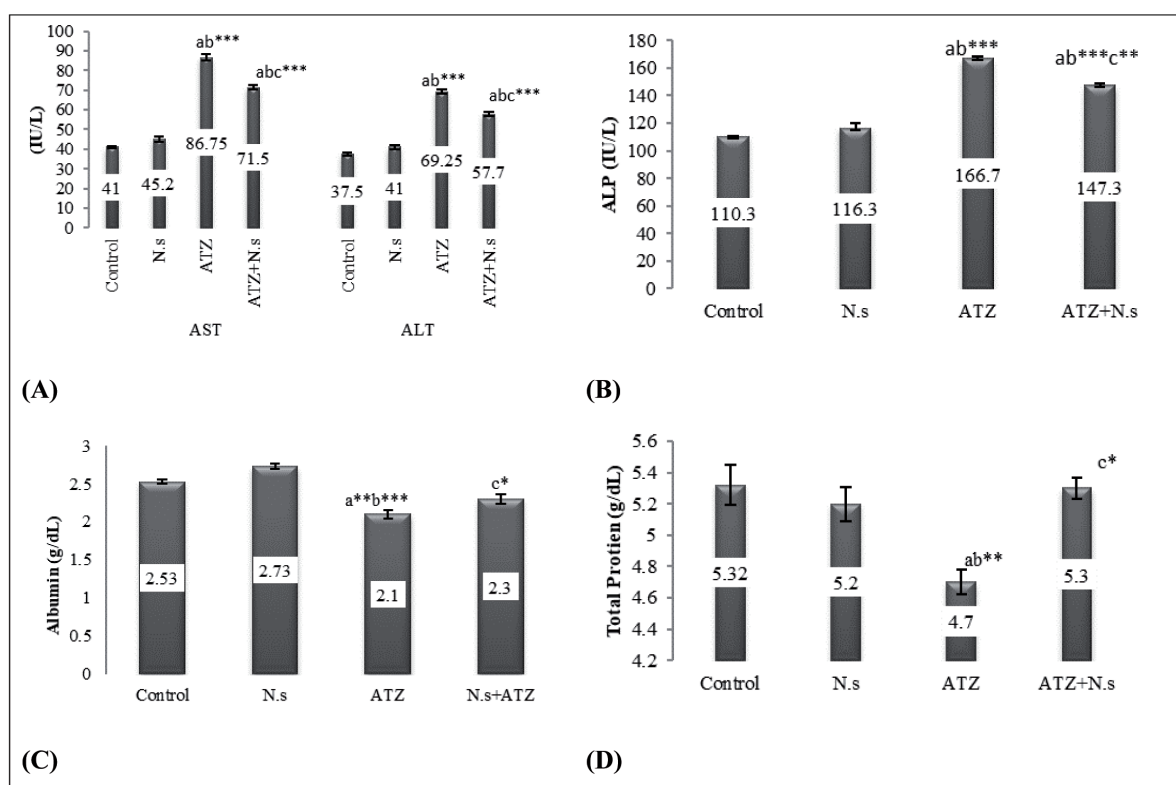 100
90
80
70
60
50
40
30
20
10
0
(IU/L)
ab***
abc***
ab***
abc***
41
45.2
86.75
71.5
37.5
41
69.25
57.7
Control
N.s
ATZ
ATZ+N.s
Control
N.s
ATZ
ATZ+N.s
AST
ALT
(A)
180
160
140
120
100
80
60
40
20
0
ALP (IU/L)
ab***
ab***c**
110.3
116.3
166.7
147.3
Control
N.s
ATZ
ATZ+N.s
(B)
3
2.5
2
1.5
1
0.5
0
Albumin (g/dL)
a**b***
c*
2.53
2.73
2.1
2.3
Control
N.s
ATZ
N.s+ATZ
(C)
5.6
5.4
5.2
5
4.8
4.6
4.4
4.2
Total Protien (g/dL)
c*
ab**
5.32
5.2
4.7
5.3
Control
N.s
ATZ
ATZ+N.s
(D)